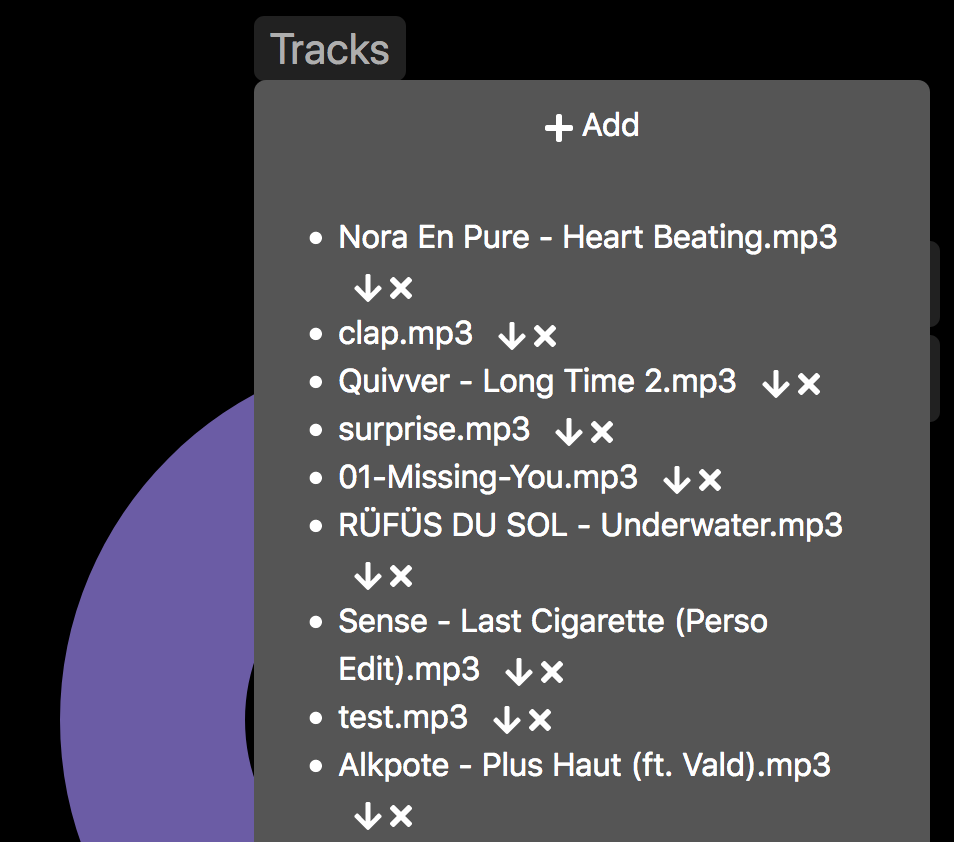 Tracks
Add
Nora En Pure - Heart Beating.mp3
clap.mp3
Quivver - Long Time 2.mp3
surprise.mp3
01-Missing-You.mp3
RÜFÜS DU SOL - Underwater.mp3
Sense - Last Cigarette (Perso
Edit).mp3
test.mp3
Alkpote - Plus Haut (ft. Vald).mp3